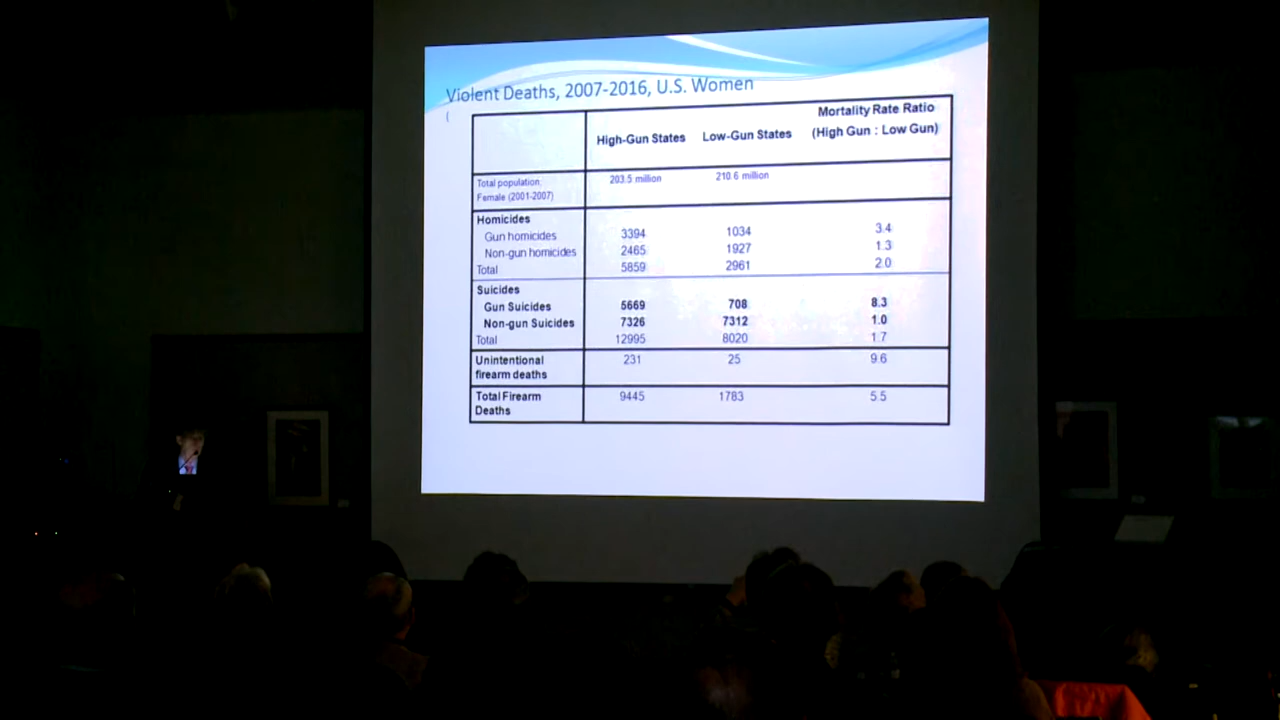 Violent Deaths, 2007-2016, U.S. Women
(
High-Gun States Low-Gun States Mortality Rate Ratio (High Gun : Low Gun)
Total population: 203.5 million 210.6 million
Female (2001-2007)
Homicides
Gun homicides 3394 1034 3.4
Non-gun homicides 2465 1927 1.3
Total 5859 2961 2.0
Suicides
Gun Suicides 5669 708 8.3
Non-gun Suicides 7326 7312 1.0
Total 12995 8020 1.7
Unintentional firearm deaths 231 25 9.6
Total Firearm Deaths 9445 1783 5.5